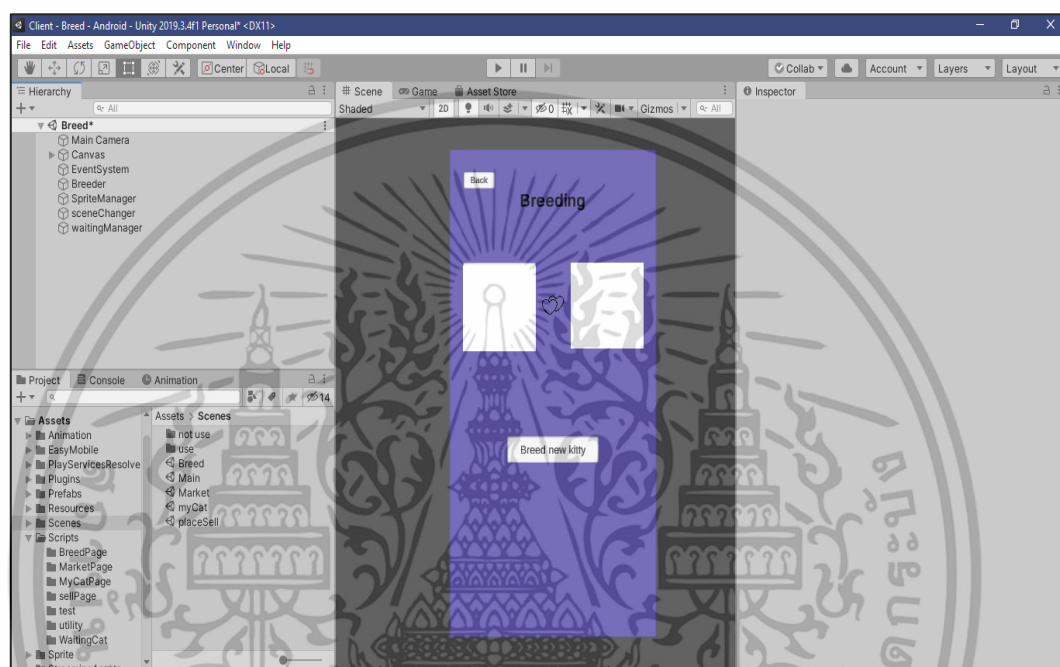 Client - Breed - Android - Unity 2019.3.4f1 Personal* <DX11>
File Edit Assets GameObject Component Window Help
Center Local Collab Account Layers Layout
Hierarchy
All
Breed*
Main Camera
Canvas
EventSystem
Breeder
SpriteManager
sceneChanger
waitingManager
Scene Game Asset Store
Shaded 2D 0 Gizmos All
Back
Breeding
Breed new kitty
Inspector
Project Console Animation
14
Assets
Animation
EasyMobile
PlayServicesResolve
Plugins
Prefabs
Resources
Scenes
Scripts
BreedPage
MarketPage
MyCatPage
sellPage
test
utility
WaitingCat
Sprite
Assets > Scenes
not use
use
Breed
Main
Market
myCat
placeSell